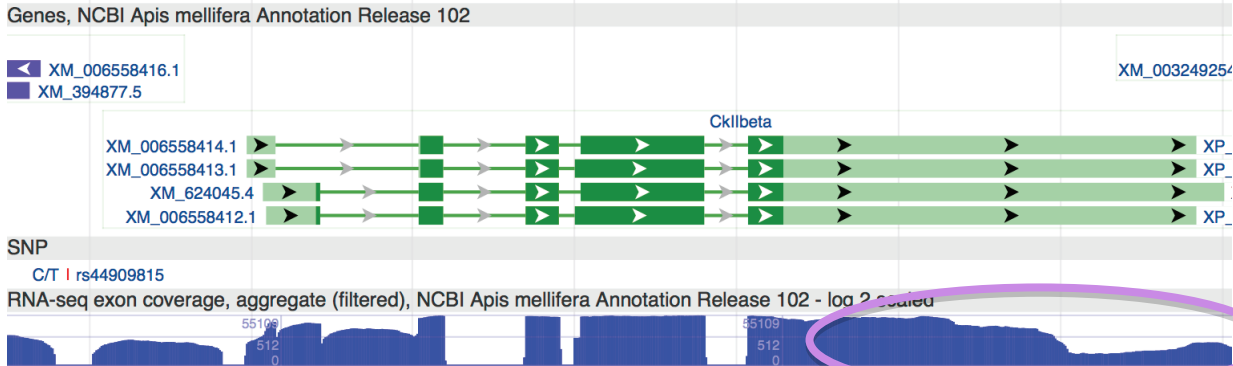 Genes, NCBI Apis mellifera Annotation Release 102
XM_006558416.1
XM_003249254
XM_394877.5
CkIIbeta
XM_006558414.1 XP_
XM_006558413.1 XP_
XM_624045.4
XM_006558412.1 XP_
SNP
C/T rs44909815
RNA-seq exon coverage, aggregate (filtered), NCBI Apis mellifera Annotation Release 102 - log 2 scaled
55109 55109
512 512
0 0